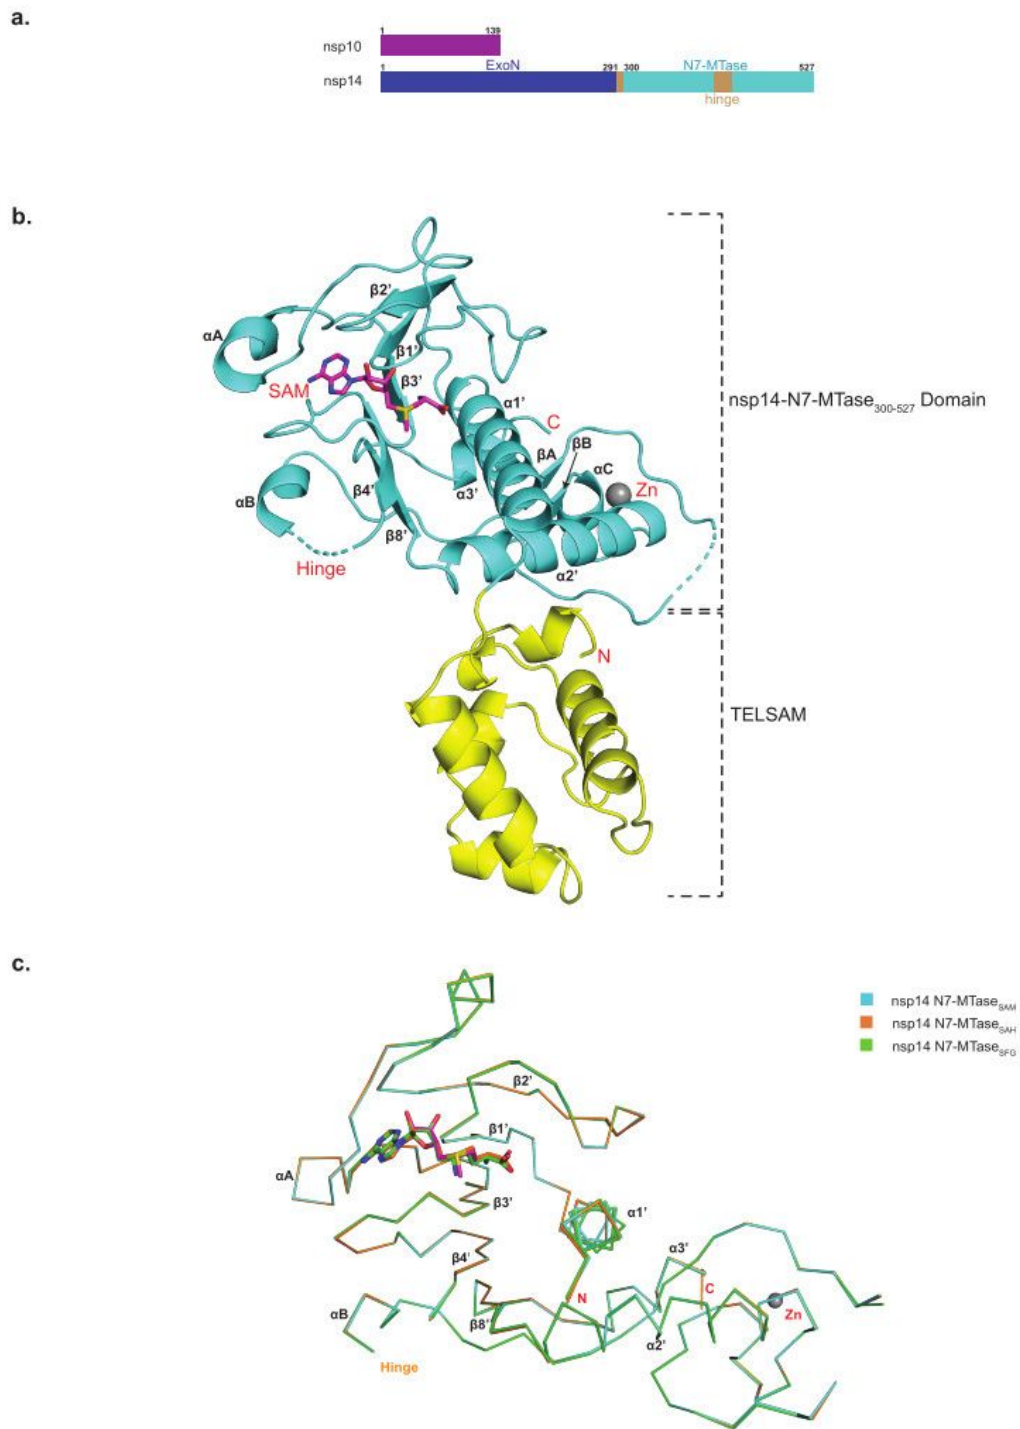 a.
1 139
nsp10
1 ExoN 291 300 N7-MTase 527
nsp14
hinge
b.
β2'
αA
β1'
SAM
β3'
α1'
C
nsp14-N7-MTase300-527 Domain
βA
βB
αC
Zn
αB
β4'
α3'
β8'
Hinge
α2'
N
TELSAM
c.
nsp14 N7-MTaseSAM
nsp14 N7-MTaseSAH
nsp14 N7-MTaseSFG
β2'
β1'
αA
β3'
α1'
β4'
α3'
N
C
Zn
αB
β8'
α2'
Hinge